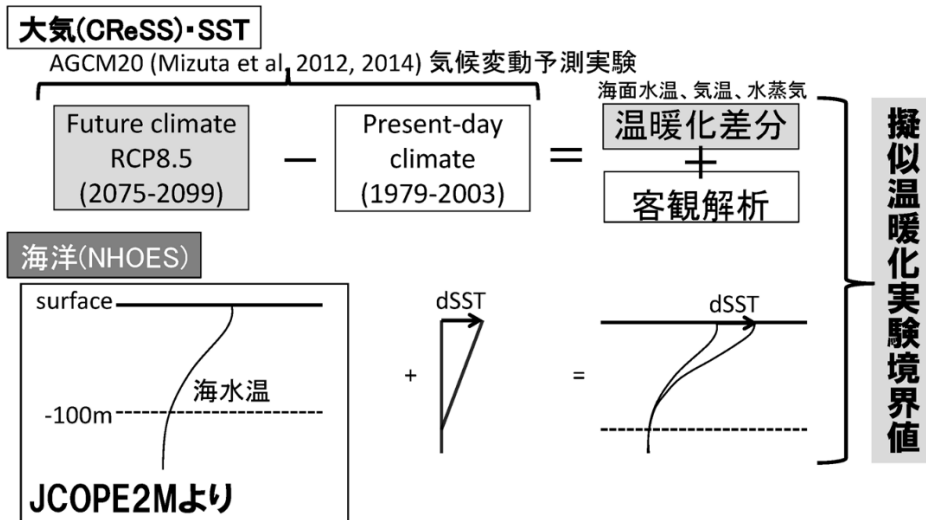 大気(CReSS)・SST
AGCM20 (Mizuta et al, 2012, 2014) 気候変動予測実験
Future climate
RCP8.5
(2075-2099)
−
Present-day
climate
(1979-2003)
=
海面水温、気温、水蒸気
温暖化差分
+
客観解析
擬似温暖化実験境界値
海洋(NHOES)
surface
海水温
-100m
JCOPE2Mより
+
dSST
=
dSST